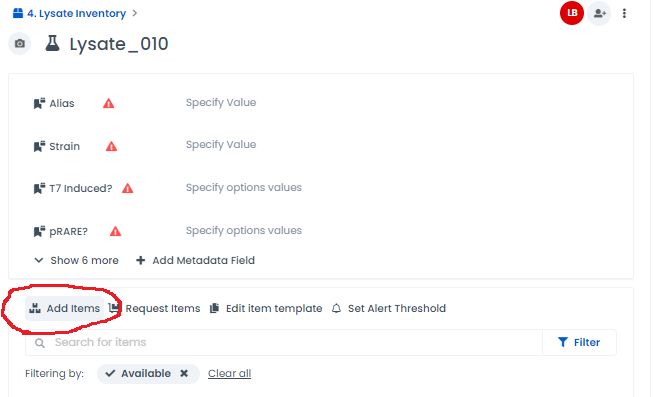 4. Lysate Inventory
LB
Lysate_010
Alias Specify Value
Strain Specify Value
T7 Induced? Specify options values
pRARE? Specify options values
Show 6 more Add Metadata Field
Add Items Request Items Edit item template Set Alert Threshold
Search for items Filter
Filtering by: Available Clear all